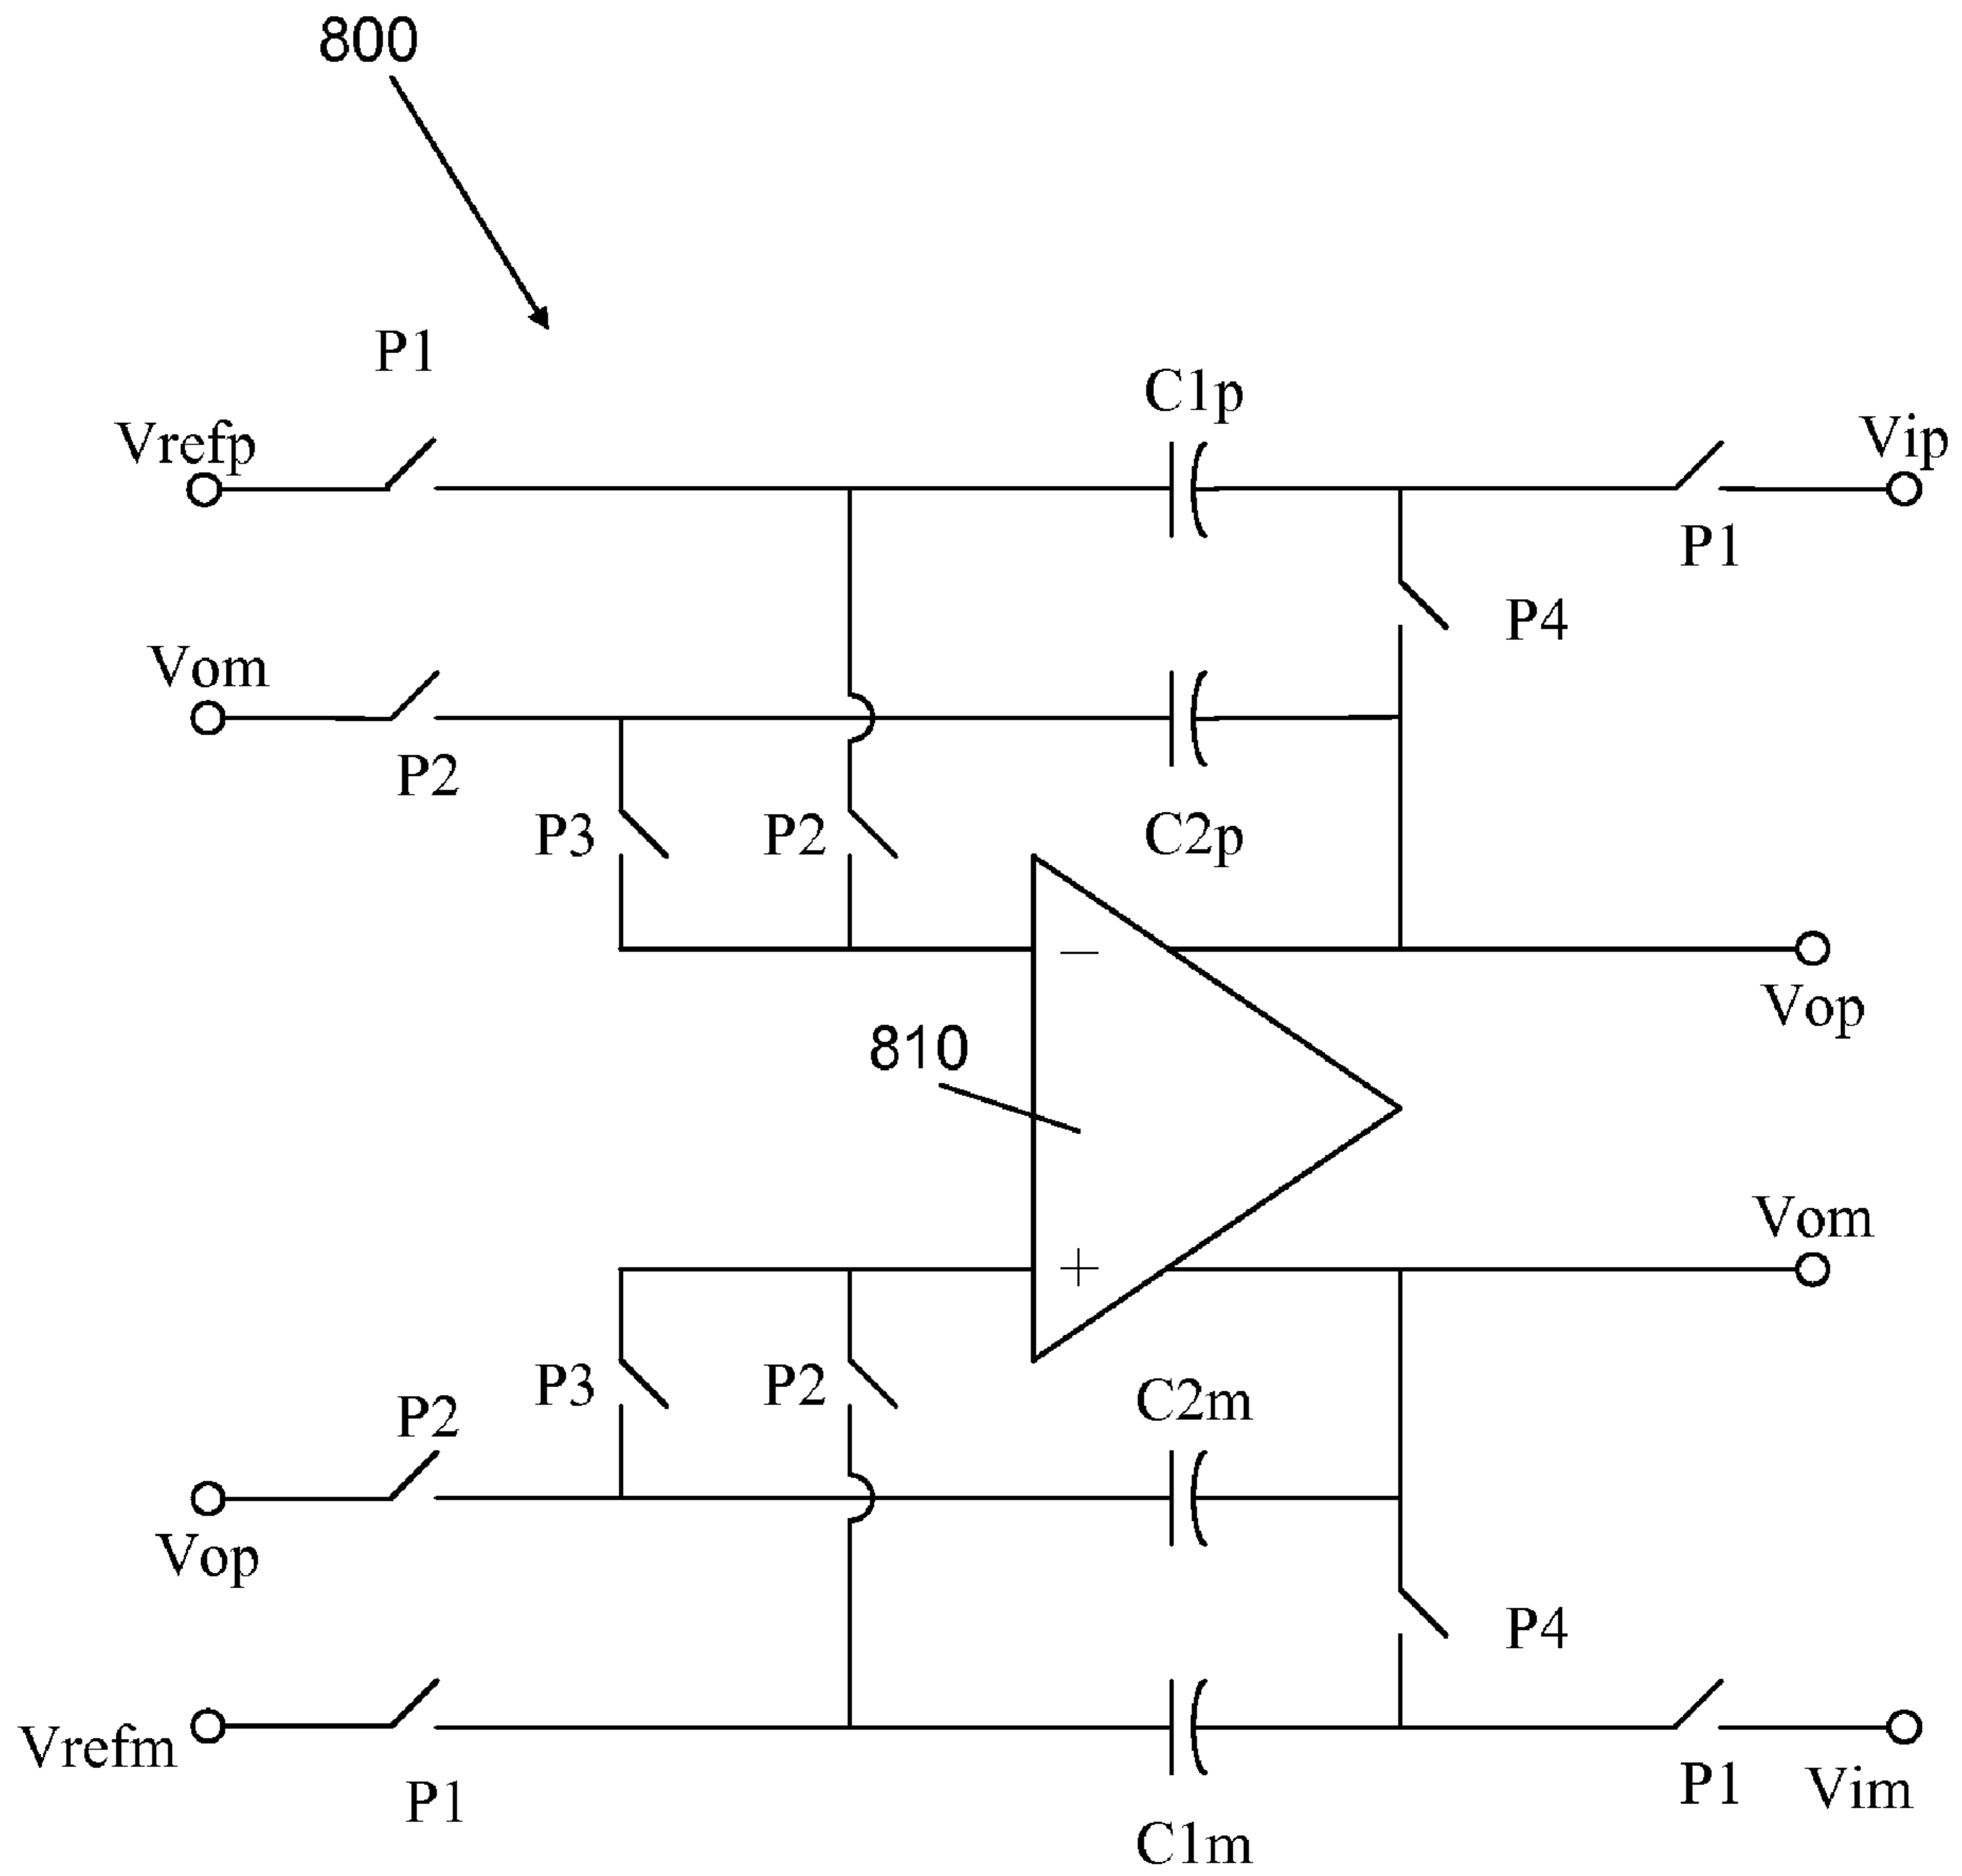 800
P1
C1p
Vrefp
Vip
P1
P4
Vom
P2
P3
P2
C2p
−
Vop
810
Vom
+
P3
P2
C2m
P2
Vop
P4
Vrefm
P1
P1
Vim
C1m